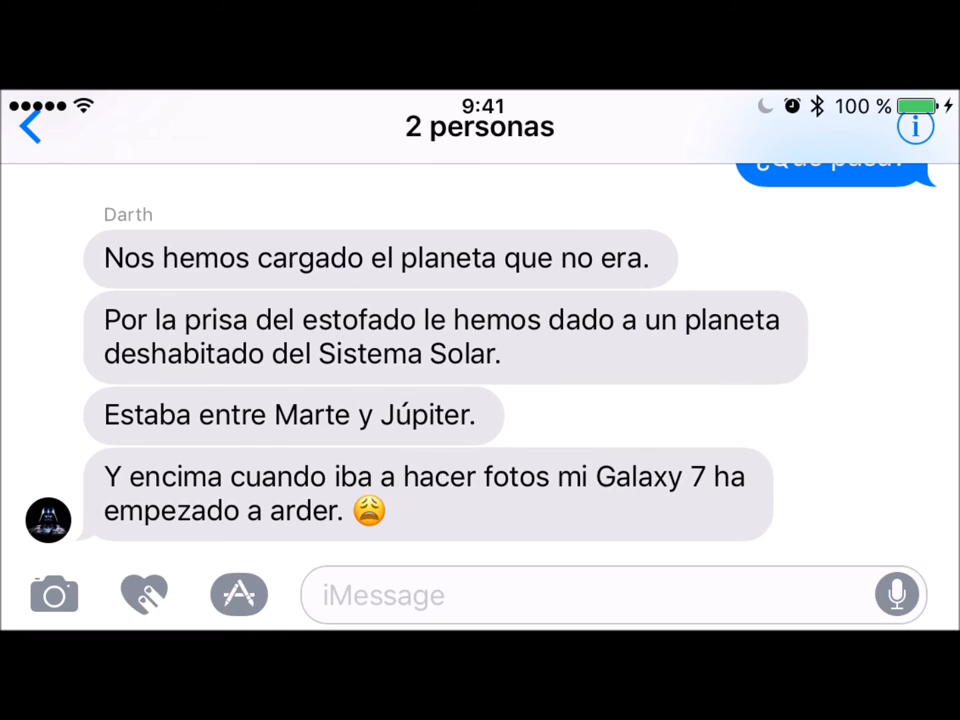 9:41
100 %
2 personas
¿Qué pasa?
Darth
Nos hemos cargado el planeta que no era.
Por la prisa del estofado le hemos dado a un planeta
deshabitado del Sistema Solar.
Estaba entre Marte y Júpiter.
Y encima cuando iba a hacer fotos mi Galaxy 7 ha
empezado a arder. 😩
iMessage